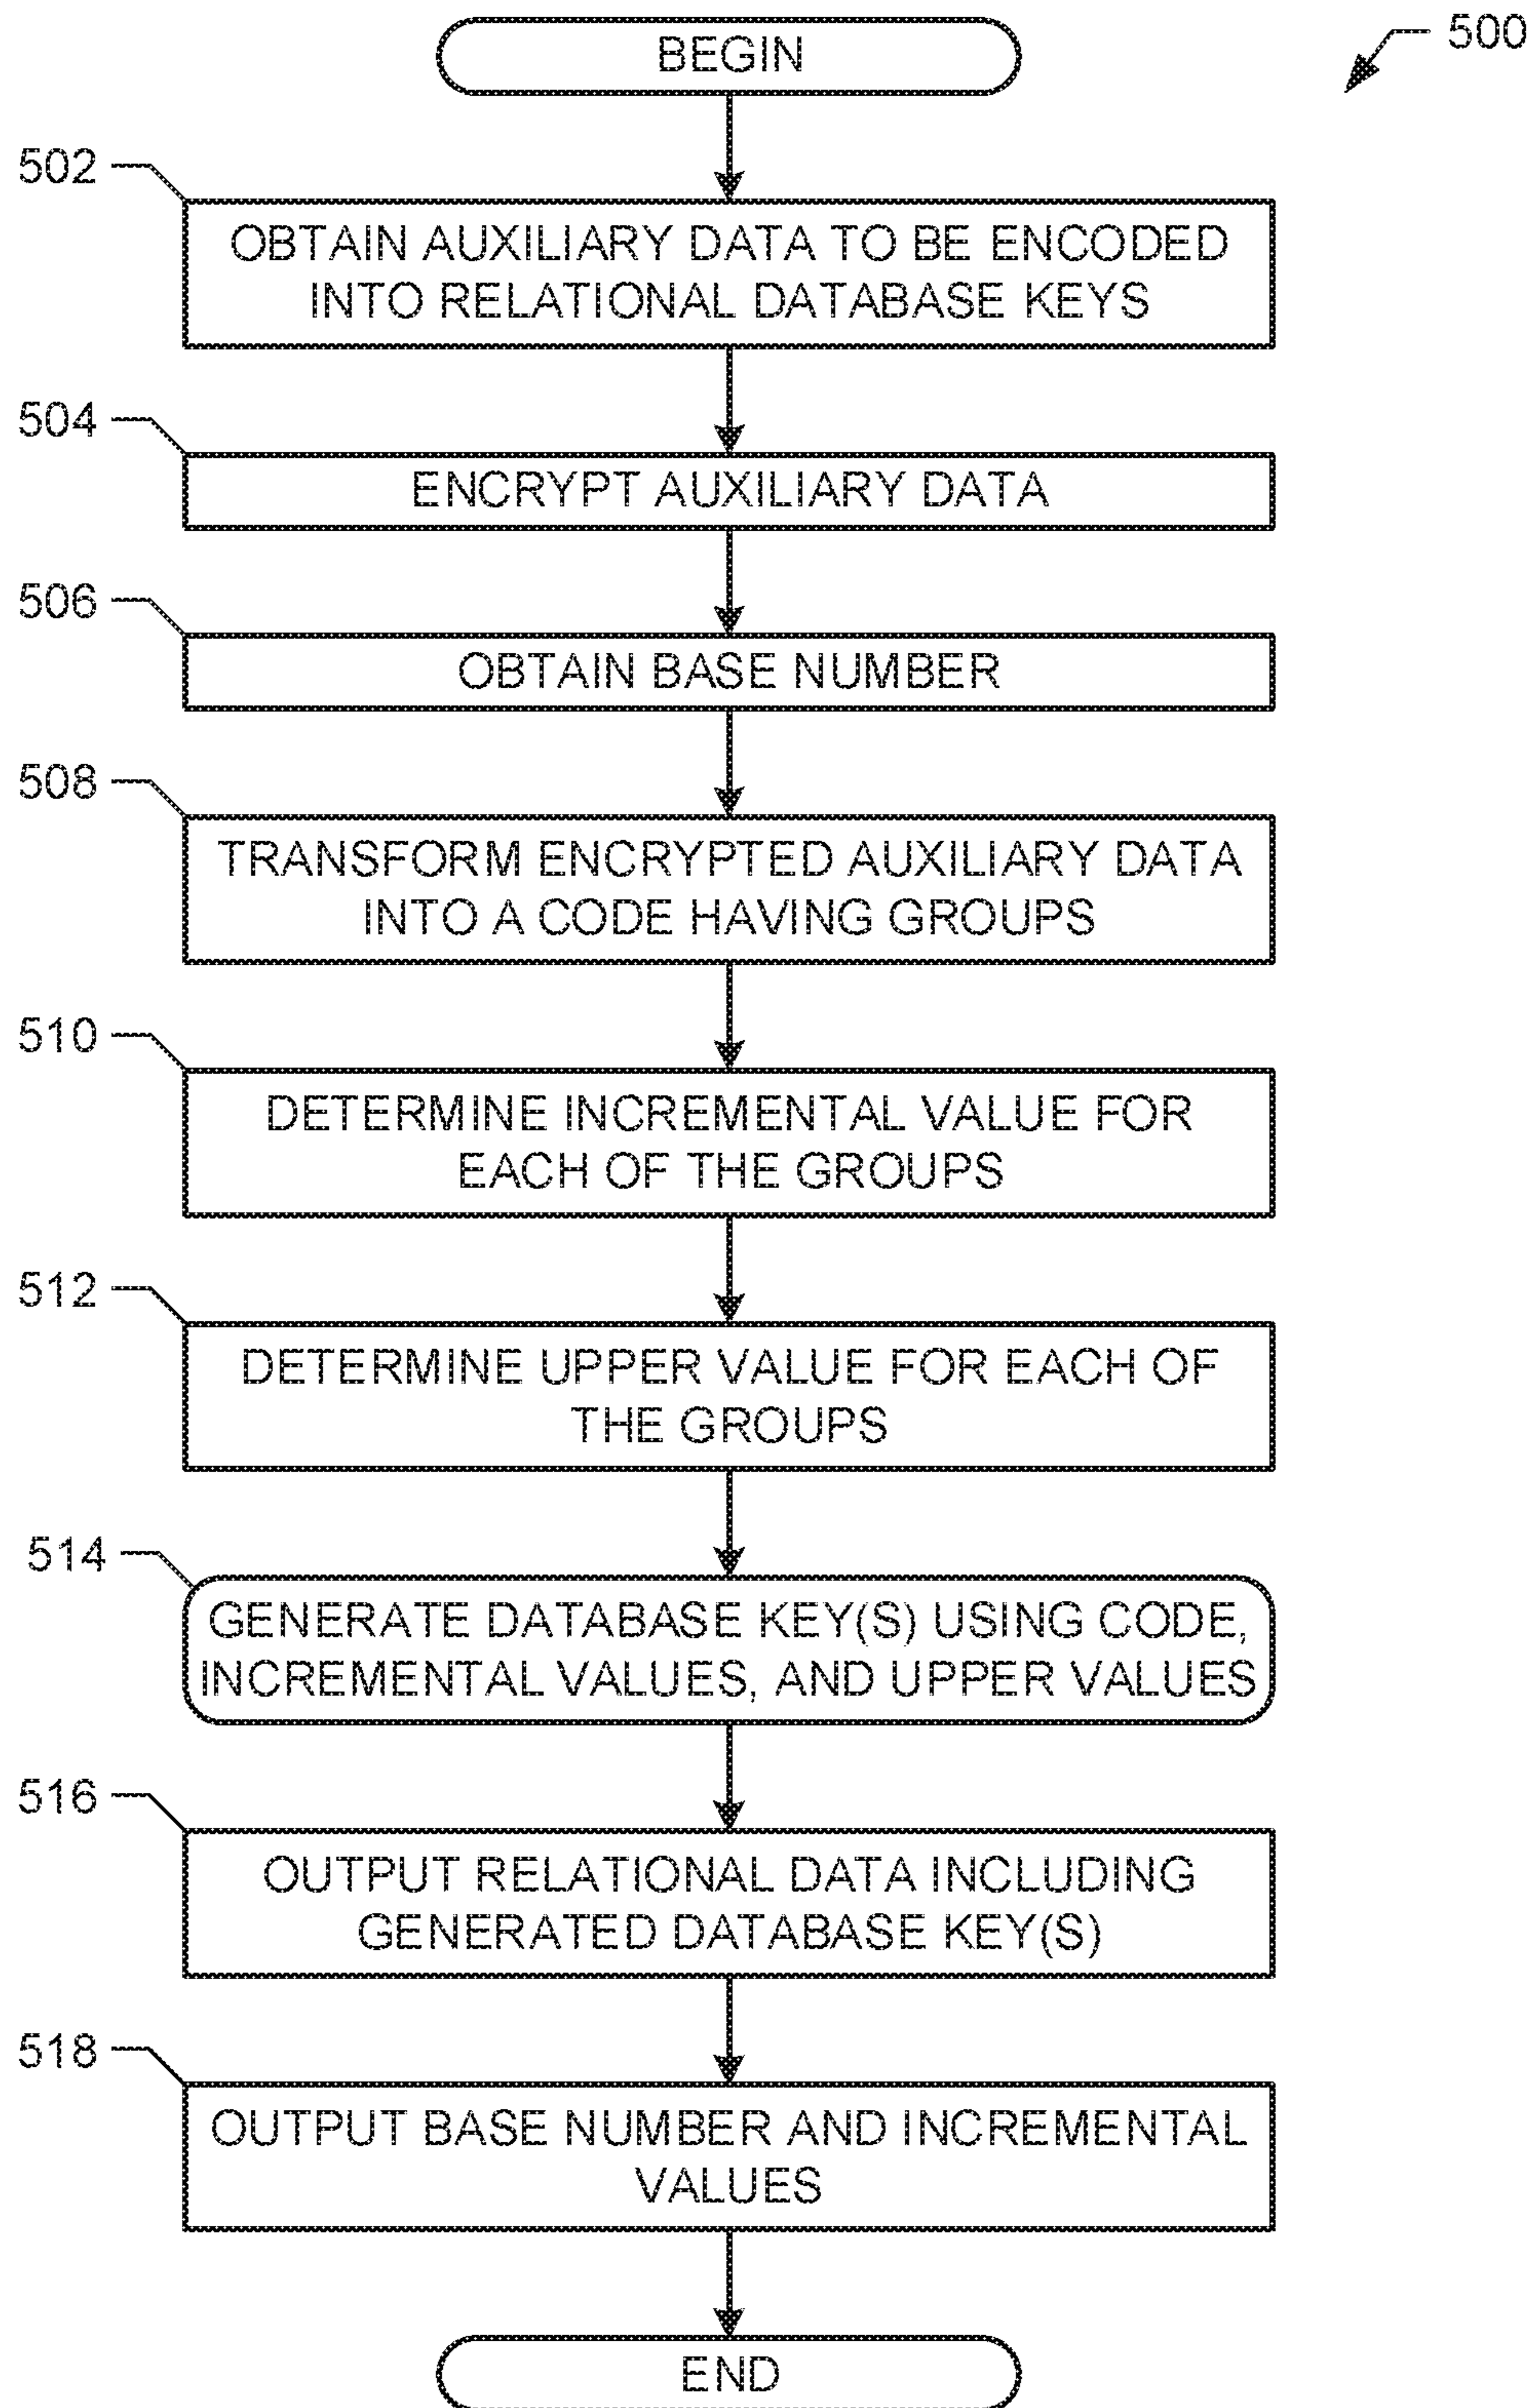 BEGIN
500
502
OBTAIN AUXILIARY DATA TO BE ENCODED
INTO RELATIONAL DATABASE KEYS
504
ENCRYPT AUXILIARY DATA
506
OBTAIN BASE NUMBER
508
TRANSFORM ENCRYPTED AUXILIARY DATA
INTO A CODE HAVING GROUPS
510
DETERMINE INCREMENTAL VALUE FOR
EACH OF THE GROUPS
512
DETERMINE UPPER VALUE FOR EACH OF
THE GROUPS
514
GENERATE DATABASE KEY(S) USING CODE,
INCREMENTAL VALUES, AND UPPER VALUES
516
OUTPUT RELATIONAL DATA INCLUDING
GENERATED DATABASE KEY(S)
518
OUTPUT BASE NUMBER AND INCREMENTAL
VALUES
END